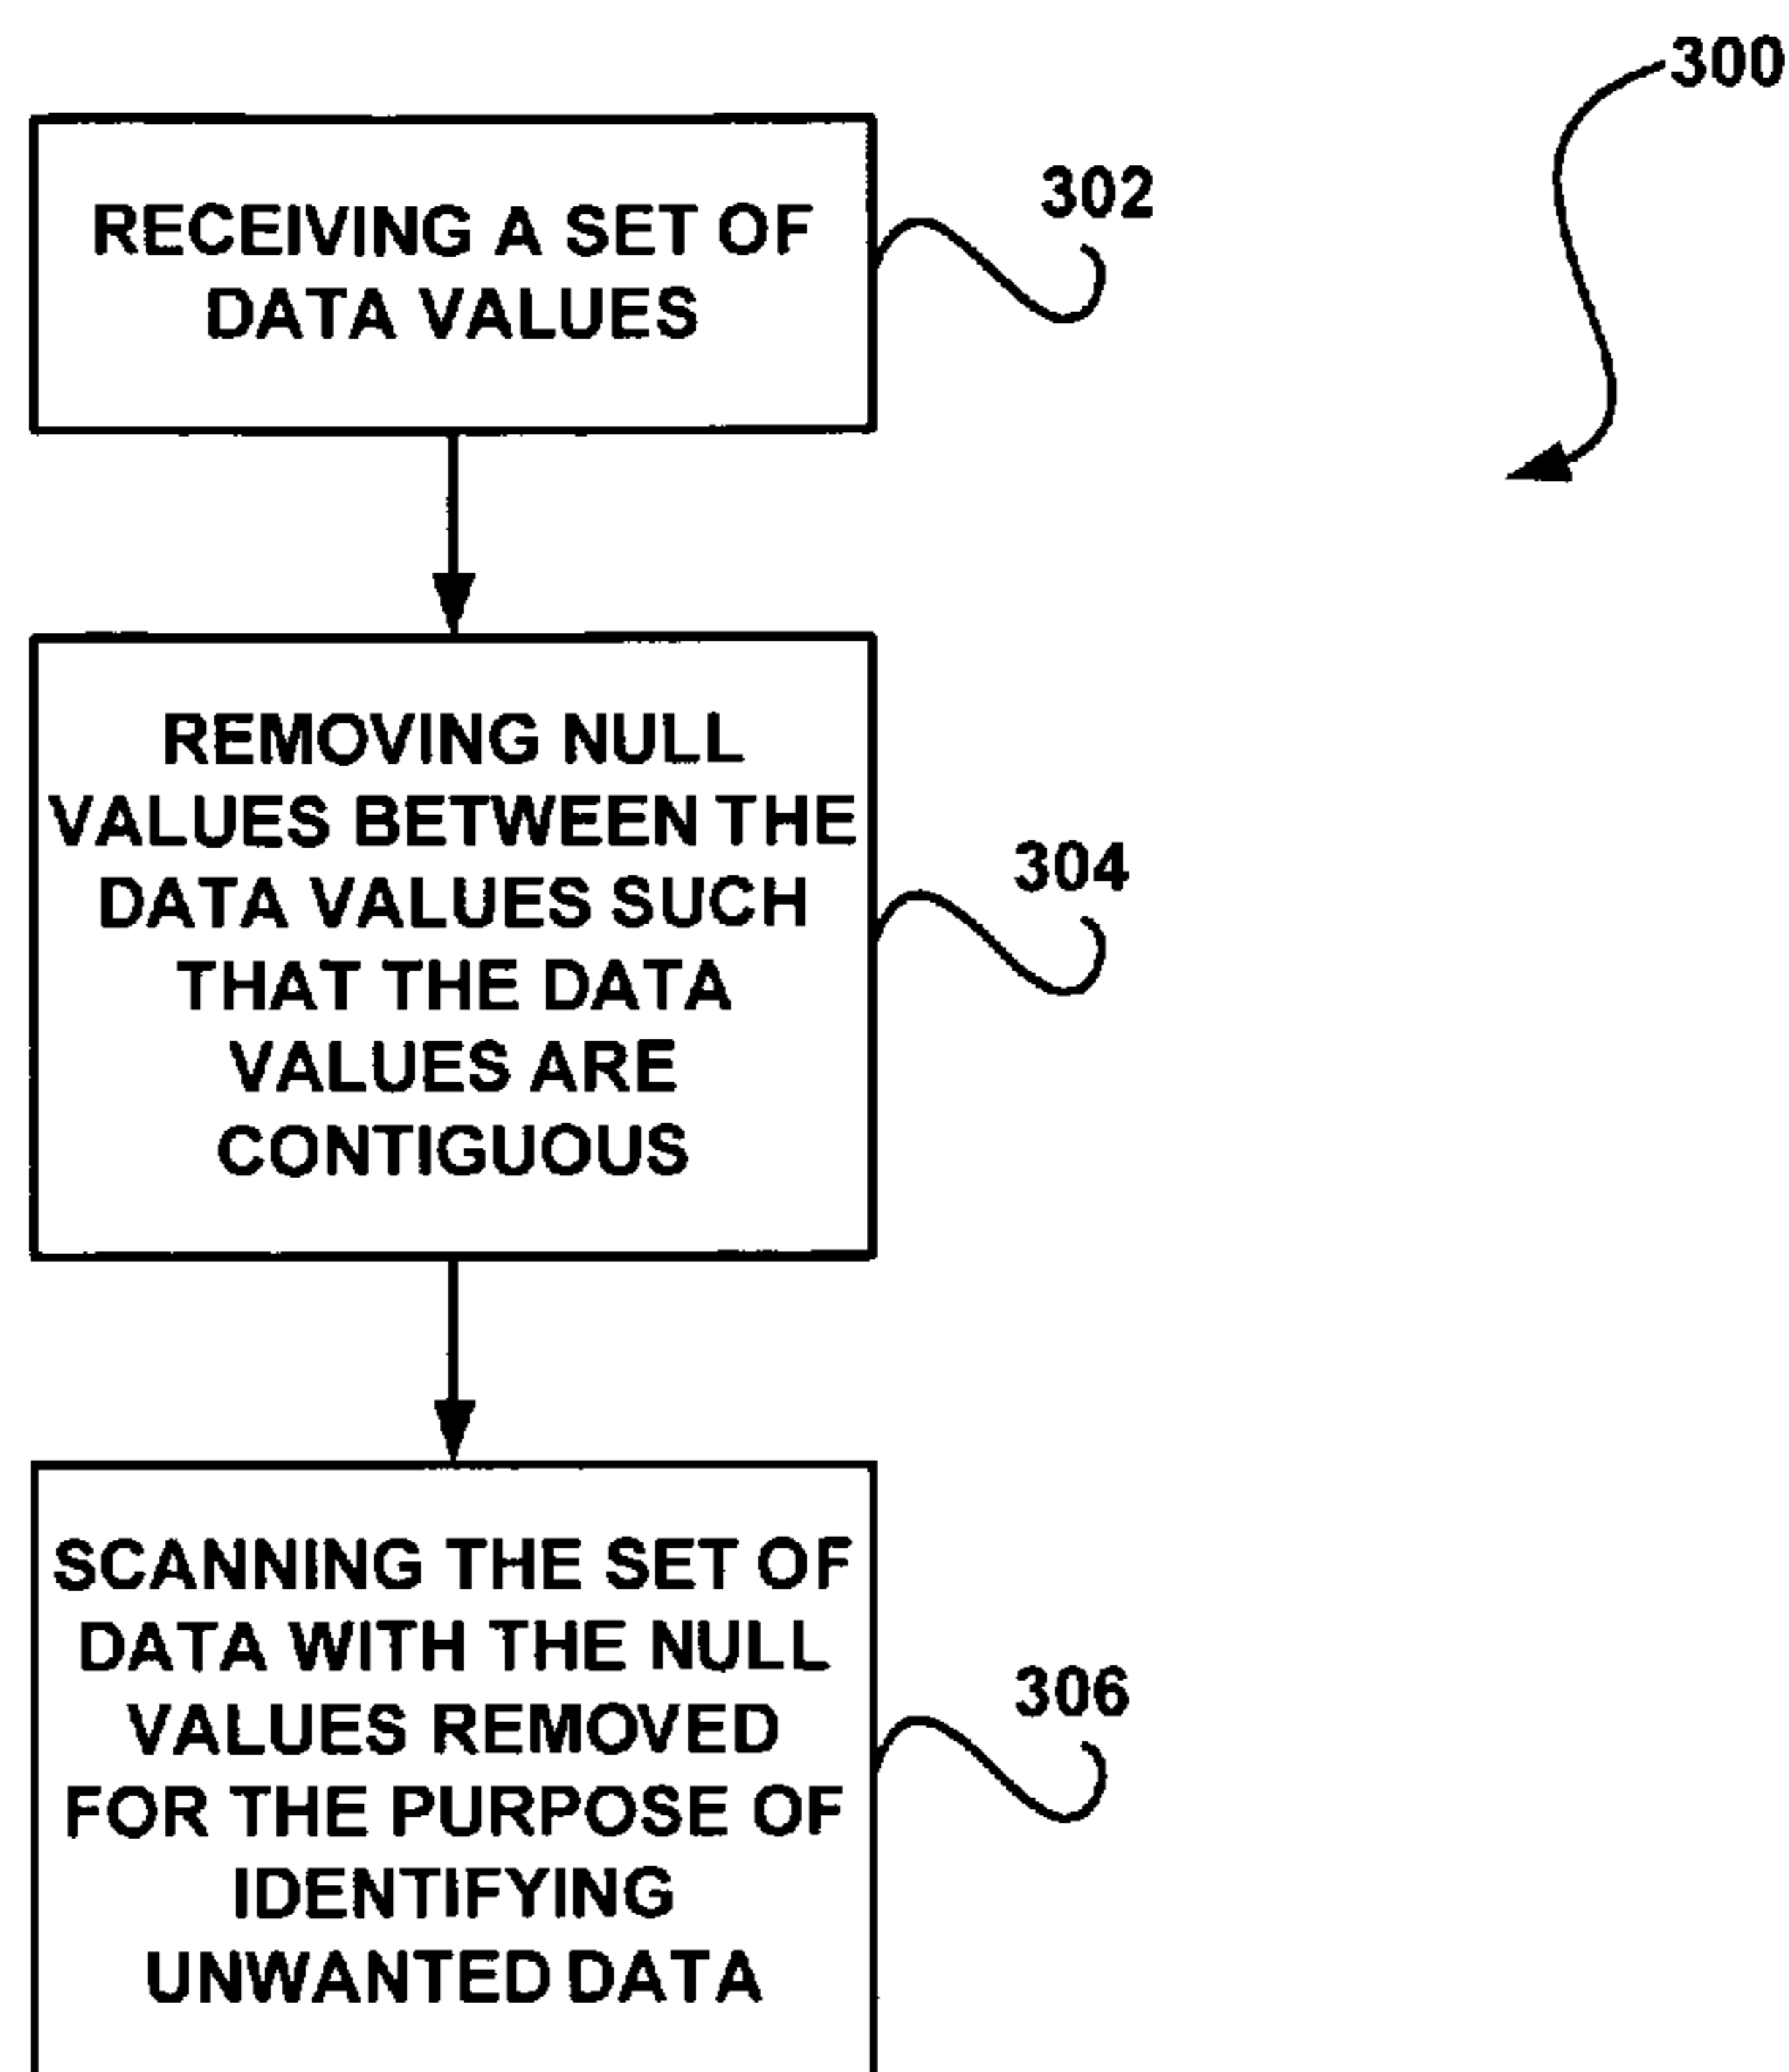 300
RECEIVING A SET OF
DATA VALUES
302
REMOVING NULL
VALUES BETWEEN THE
DATA VALUES SUCH
THAT THE DATA
VALUES ARE
CONTIGUOUS
304
SCANNING THE SET OF
DATA WITH THE NULL
VALUES REMOVED
FOR THE PURPOSE OF
IDENTIFYING
UNWANTED DATA
306